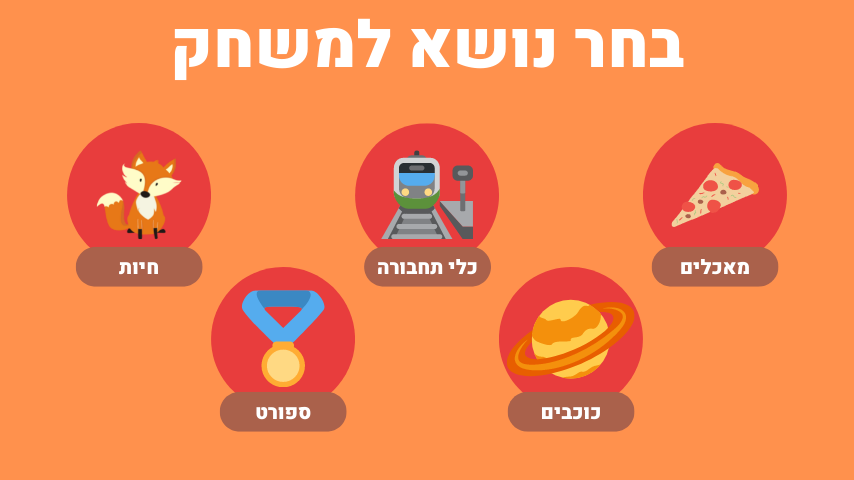 בחר נושא למשחק
מאכלים
כלי תחבורה
חיות
כוכבים
ספורט